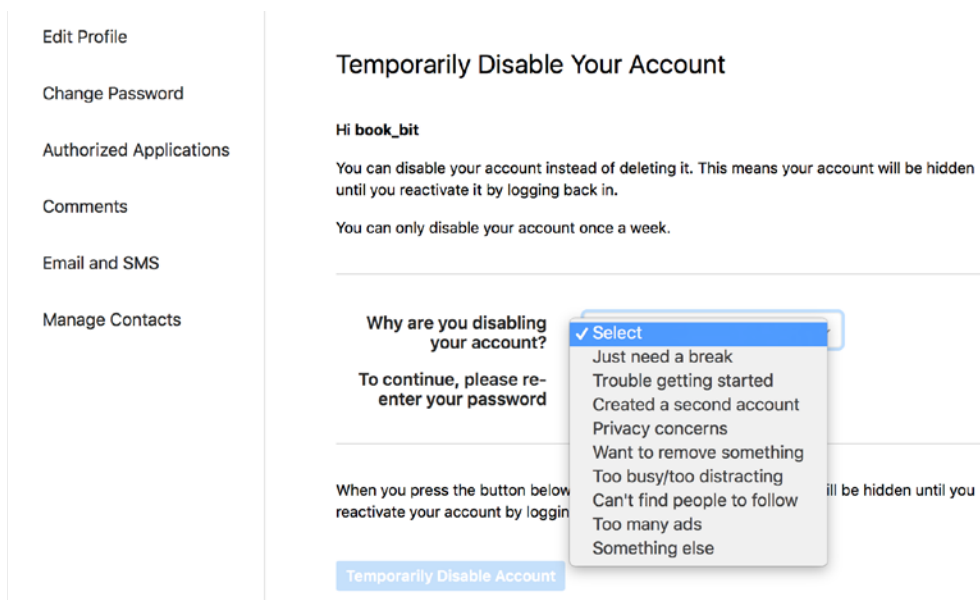 Edit Profile
Change Password
Authorized Applications
Comments
Email and SMS
Manage Contacts
Temporarily Disable Your Account
Hi book_bit
You can disable your account instead of deleting it. This means your account will be hidden
until you reactivate it by logging back in.
You can only disable your account once a week.
Why are you disabling
your account?
To continue, please re-
enter your password
✓ Select
Just need a break
Trouble getting started
Created a second account
Privacy concerns
Want to remove something
Too busy/too distracting
Can't find people to follow
Too many ads
Something else
When you press the button below ill be hidden until you
reactivate your account by loggin
Temporarily Disable Account